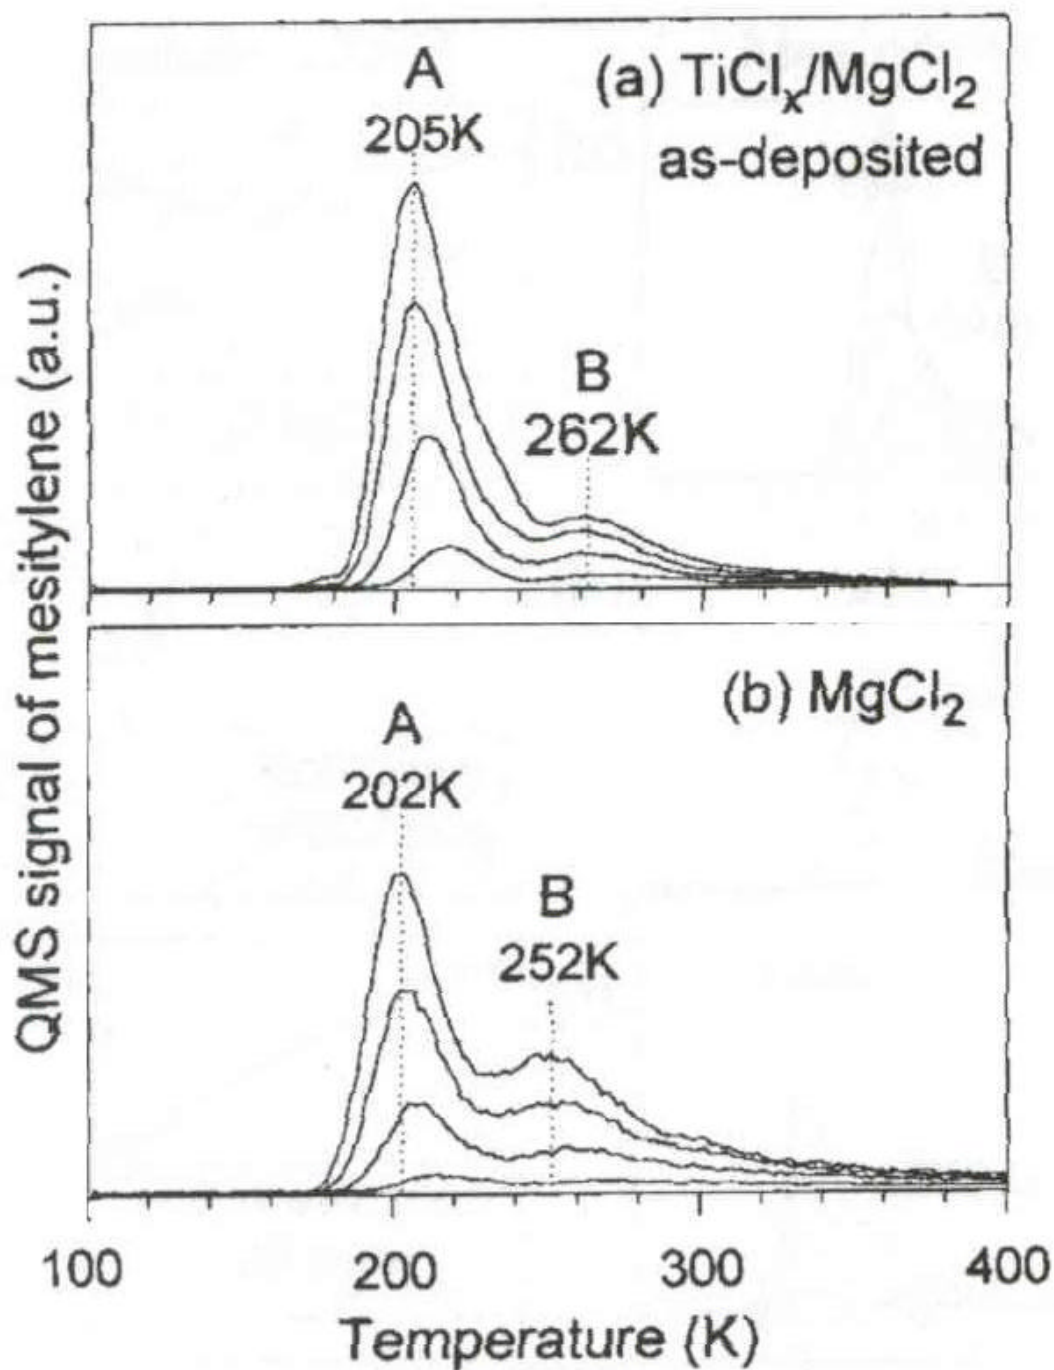 A
205K
(a) TiClₓ/MgCl₂
as-deposited
B
262K
(b) MgCl₂
A
202K
B
252K
QMS signal of mesitylene (a.u.)
100 200 300 400
Temperature (K)